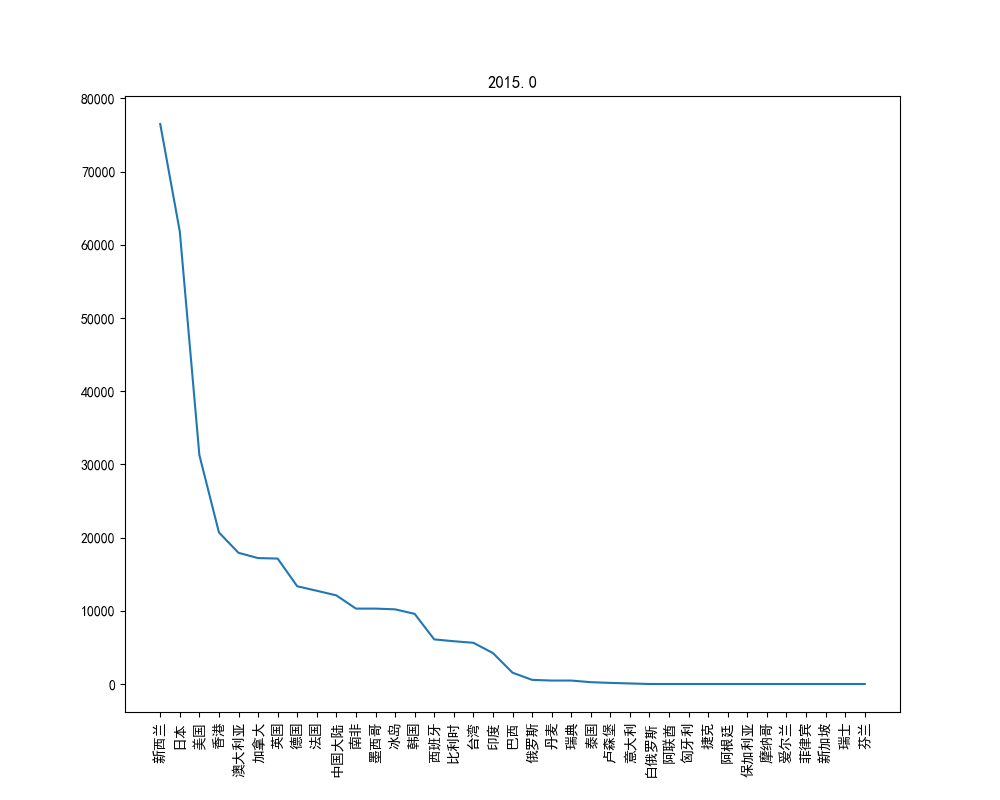 2015.0
80000
70000
60000
50000
40000
30000
20000
10000
0
新西兰
日本
美国
香港
澳大利亚
加拿大
英国
德国
法国
中国大陆
南非
墨西哥
冰岛
韩国
西班牙
比利时
台湾
印度
巴西
俄罗斯
丹麦
瑞典
泰国
卢森堡
意大利
白俄罗斯
阿联酋
匈牙利
捷克
阿根廷
保加利亚
摩纳哥
爱尔兰
菲律宾
新加坡
瑞士
芬兰